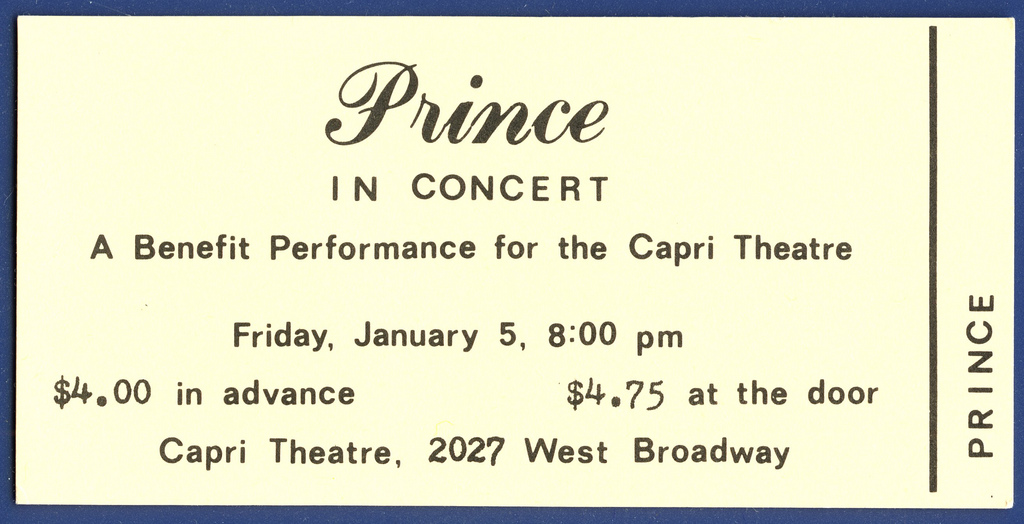 Prince
IN CONCERT
A Benefit Performance for the Capri Theatre
Friday, January 5, 8:00 pm
$4.00 in advance $4.75 at the door
Capri Theatre, 2027 West Broadway
PRINCE